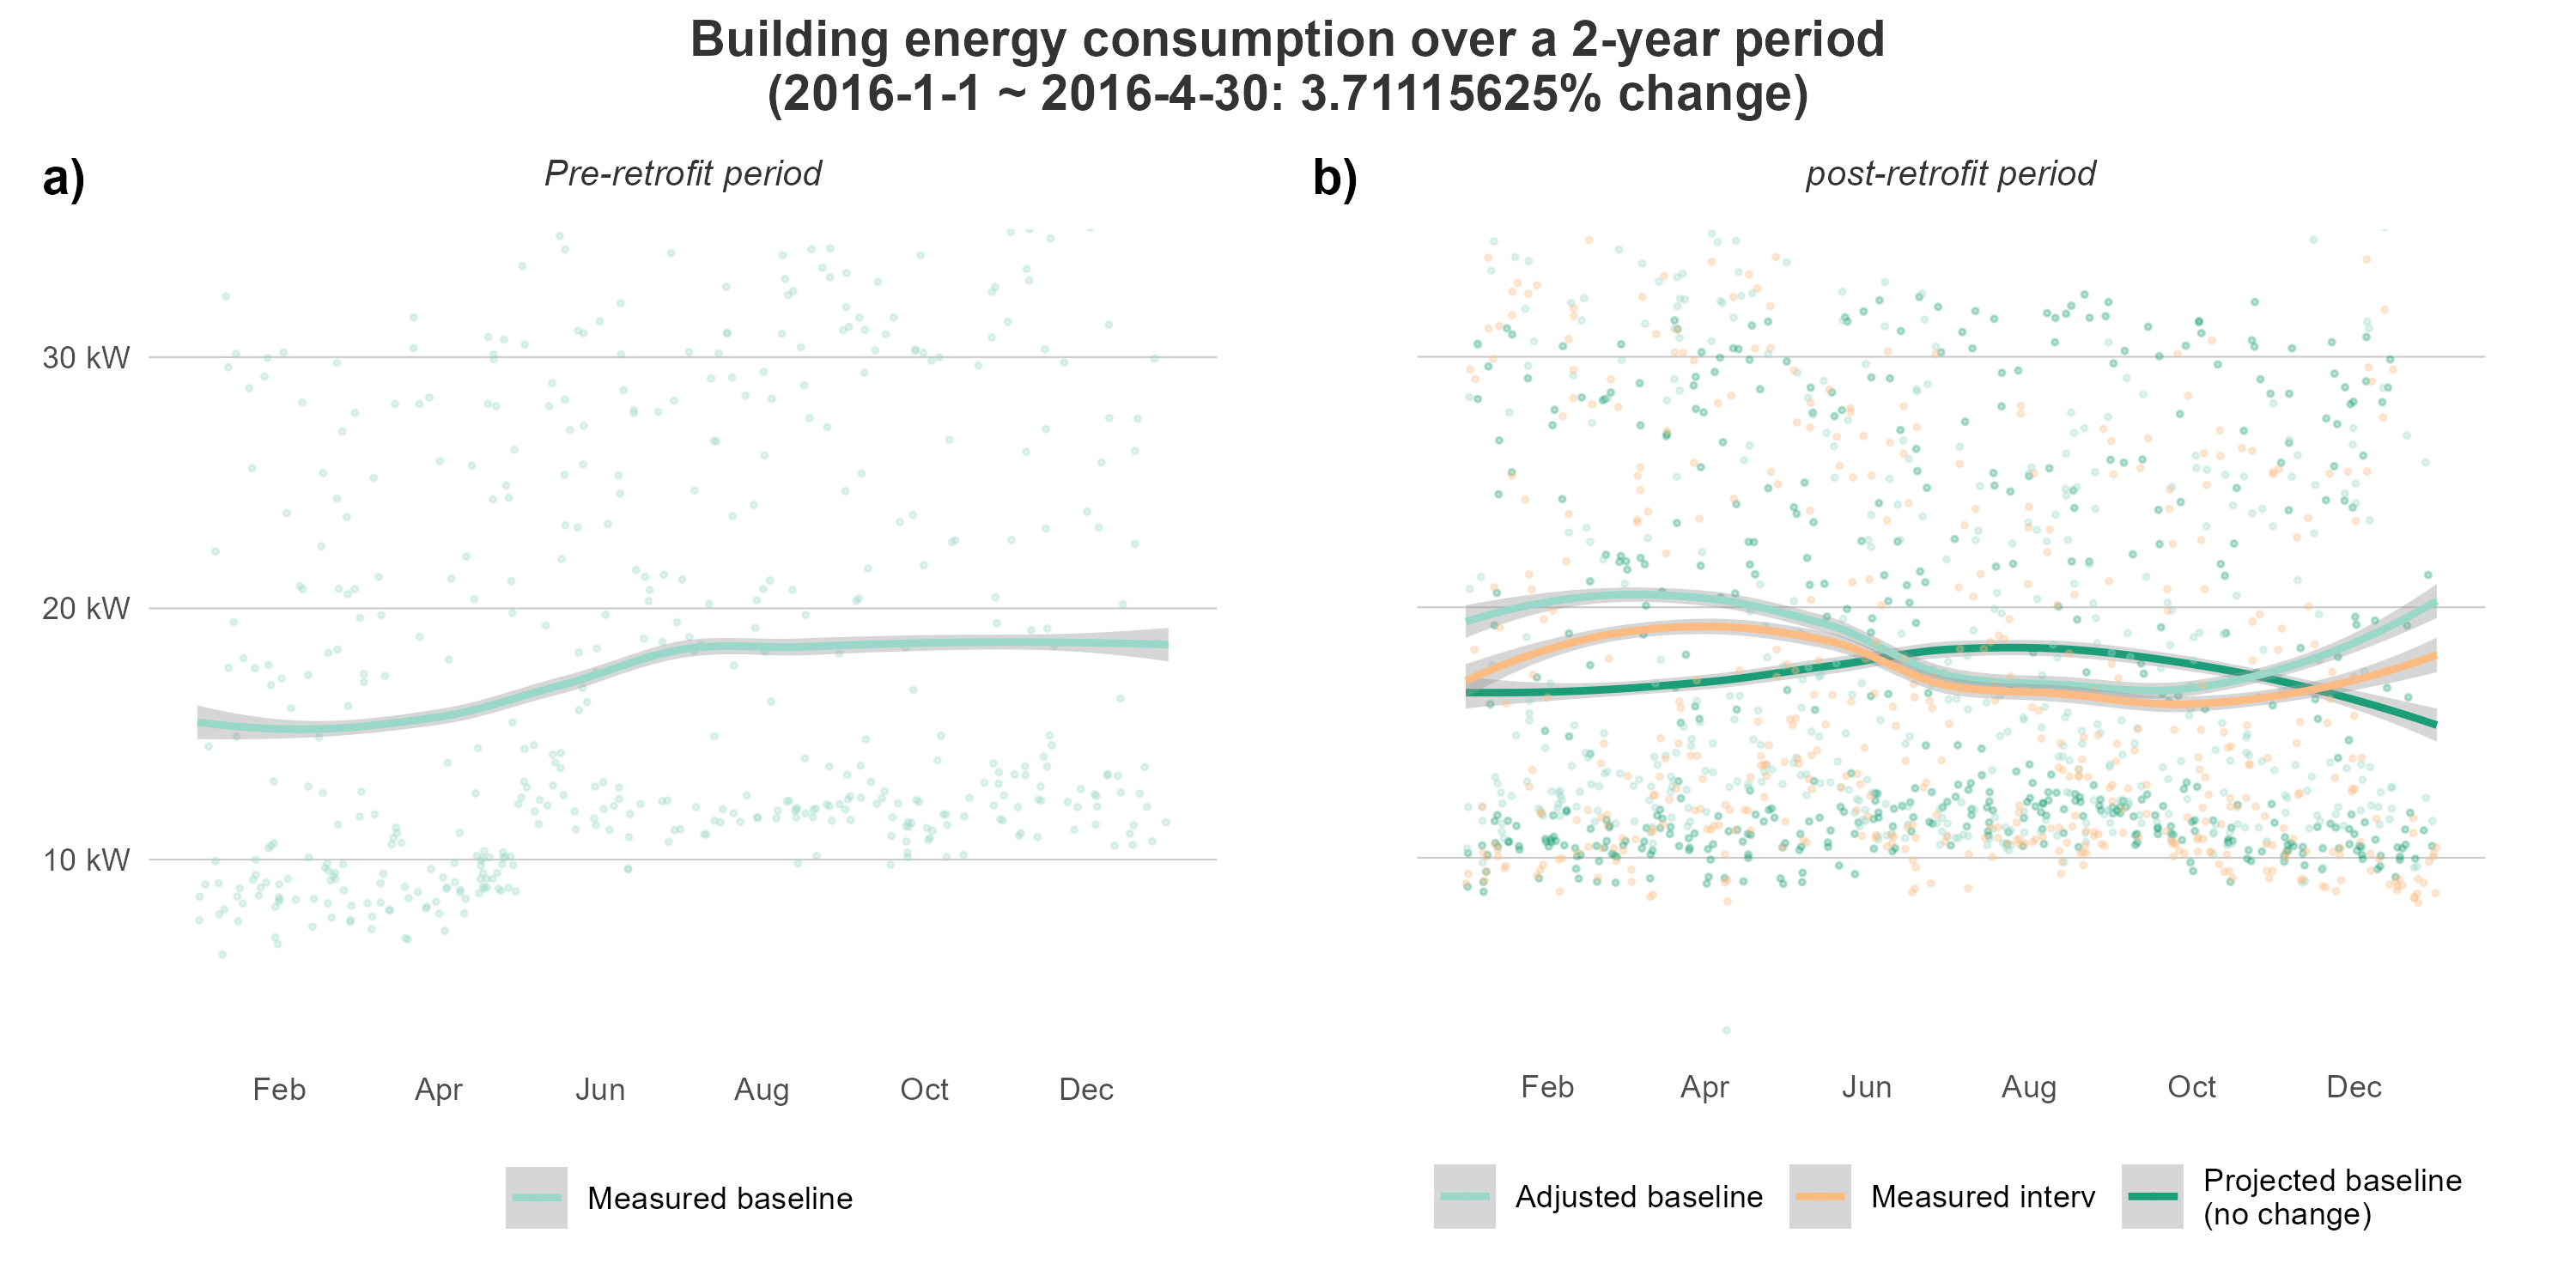 Building energy consumption over a 2-year period
(2016-1-1 ~ 2016-4-30: 3.71115625% change)
a)
Pre-retrofit period
30 kW
20 kW
10 kW
Feb
Apr
Jun
Aug
Oct
Dec
Measured baseline
b)
post-retrofit period
Feb
Apr
Jun
Aug
Oct
Dec
Adjusted baseline
Measured interv
Projected baseline
(no change)